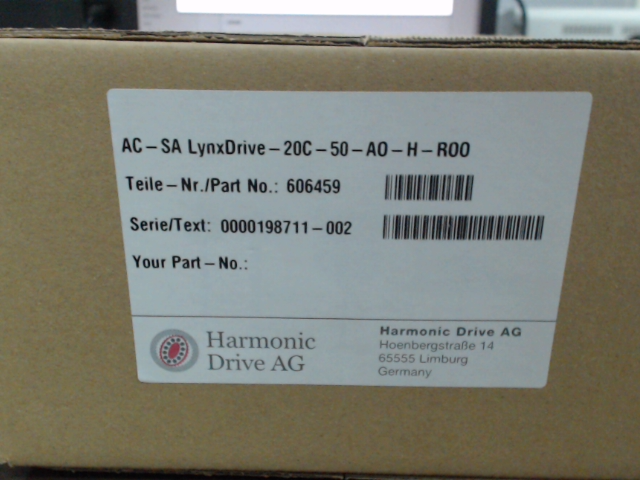 AC-SA LynxDrive-20C-50-AO-H-ROO
Teile-Nr./Part No.: 606459
Serie/Text: 0000198711-002
Your Part-No.:
Harmonic Drive AG
Harmonic Drive AG
Hoenbergstraße 14
65555 Limburg
Germany